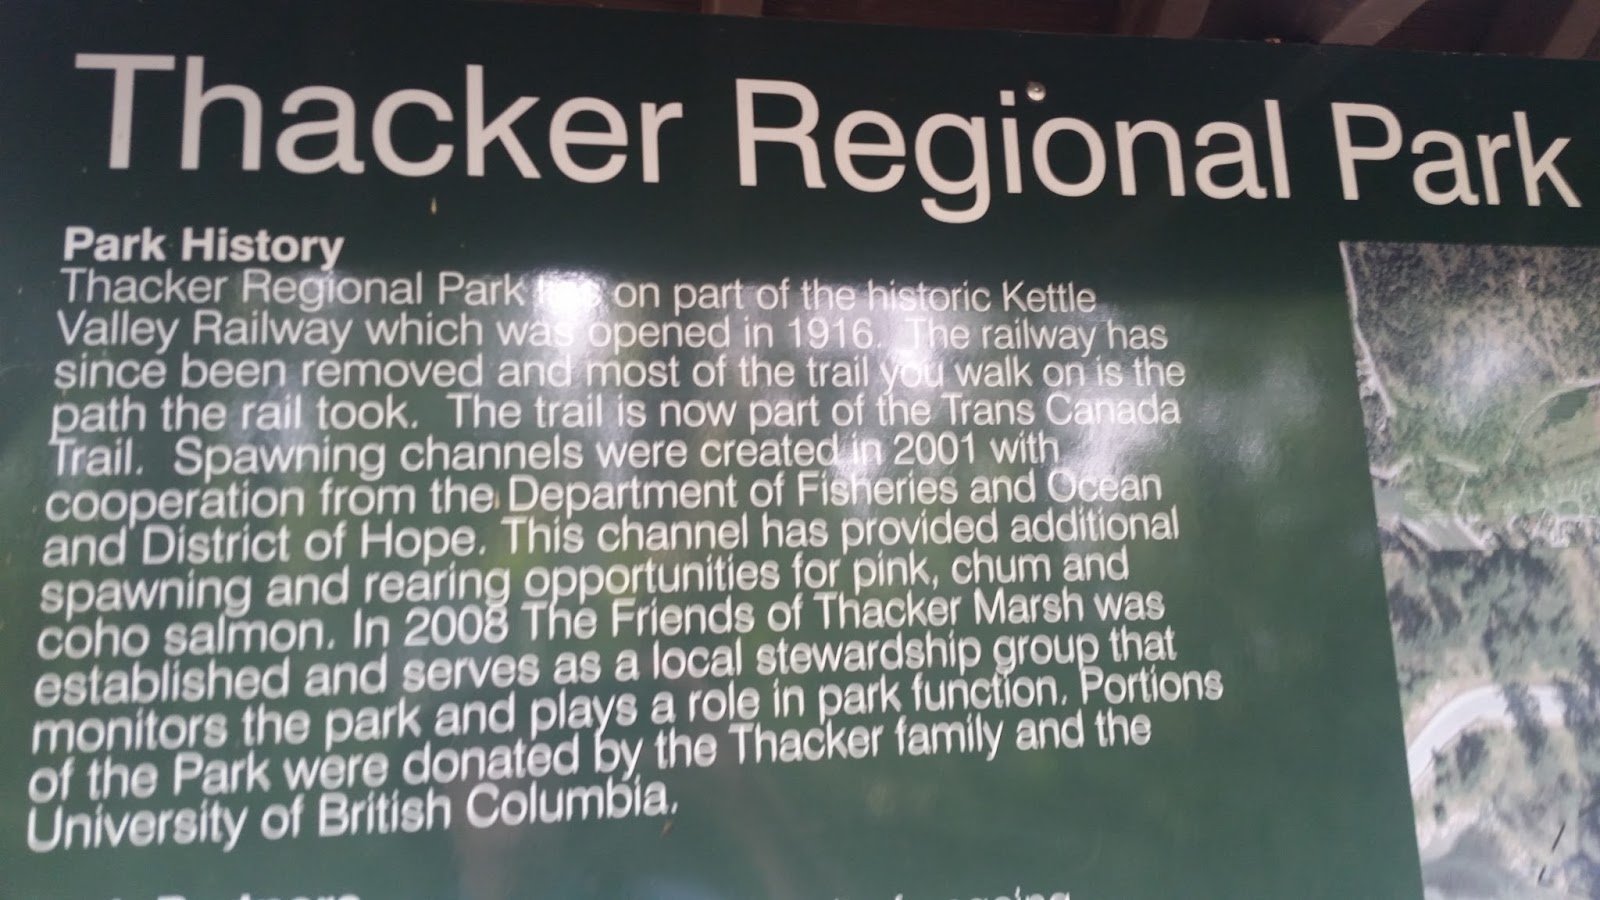 Thacker Regional Park
Park History
Thacker Regional Park on part of the historic Kettle
Valley Railway which was opened in 1916. The railway has
since been removed and most of the trail you walk on is the
path the rail took. The trail is now part of the Trans Canada
Trail. Spawning channels were created in 2001 with
cooperation from the Department of Fisheries and Ocean
and District of Hope. This channel has provided additional
spawning and rearing opportunities for pink, chum and
coho salmon. In 2008 The Friends of Thacker Marsh was
established and serves as a local stewardship group that
monitors the park and plays a role in park function. Portions
of the Park were donated by the Thacker family and the
University of British Columbia.